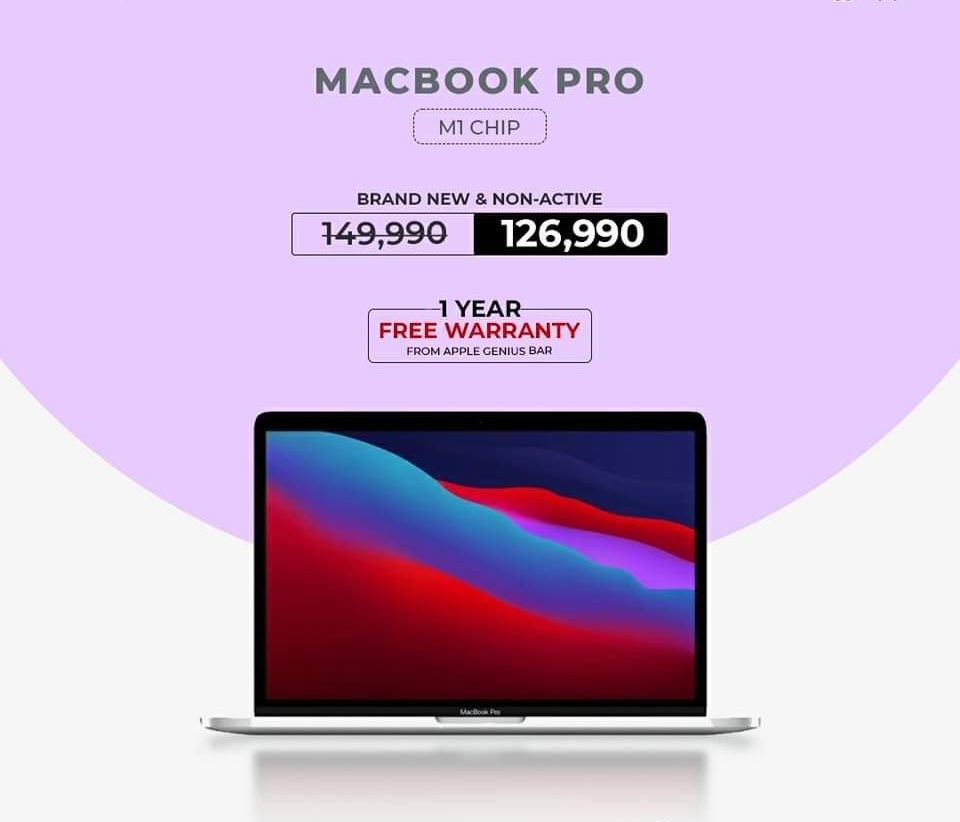 MACBOOK PRO
M1 CHIP
BRAND NEW & NON-ACTIVE
149,990 126,990
1 YEAR
FREE WARRANTY
FROM APPLE GENIUS BAR
MacBook Pro